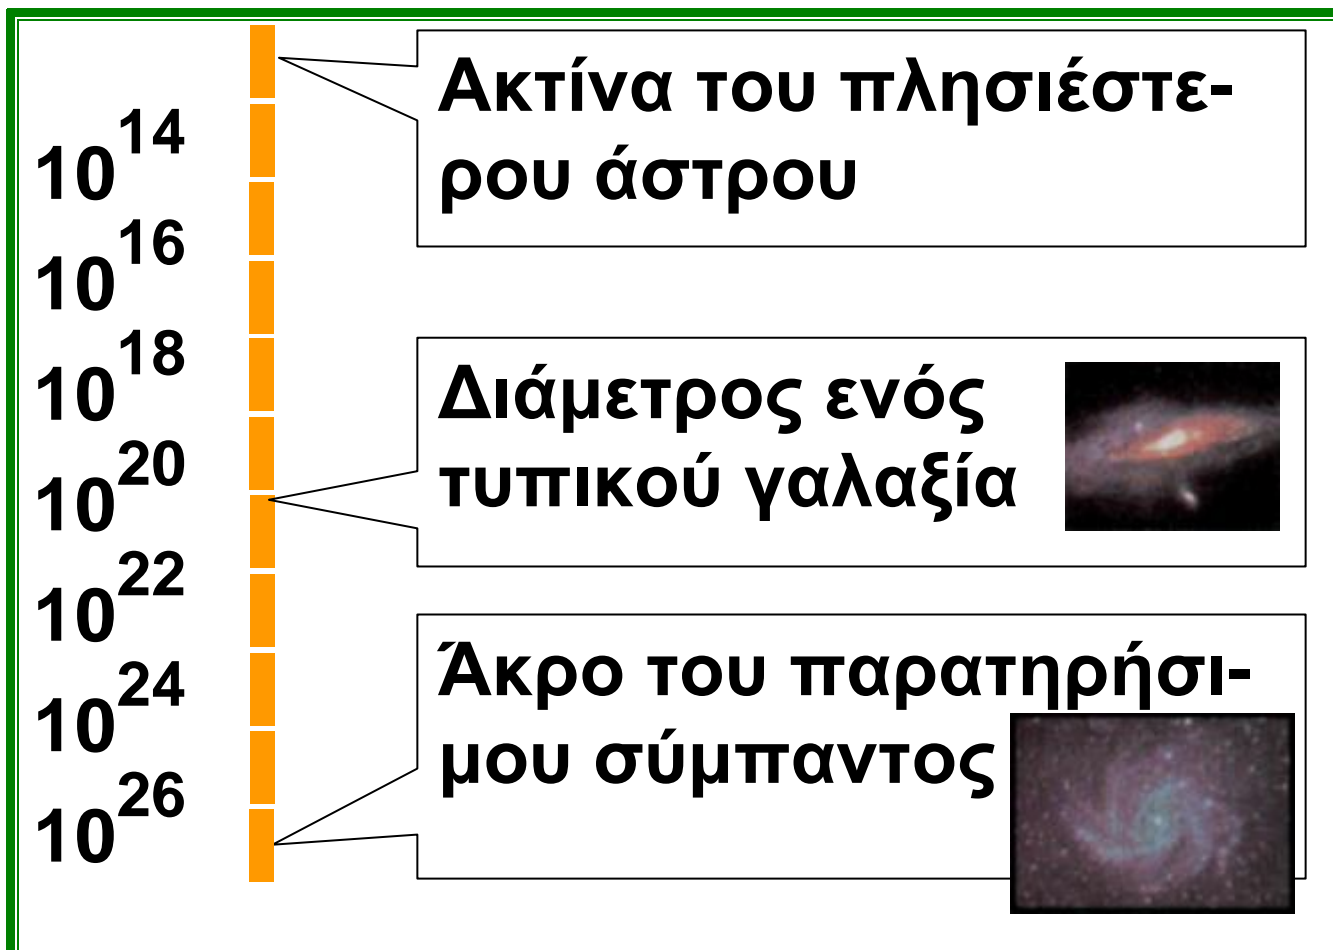 Ακτίνα του πλησιέστε-
ρου άστρου
10^14
10^16
10^18
Διάμετρος ενός
τυπικού γαλαξία
10^20
10^22
Άκρο του παρατηρήσι-
μου σύμπαντος
10^24
10^26